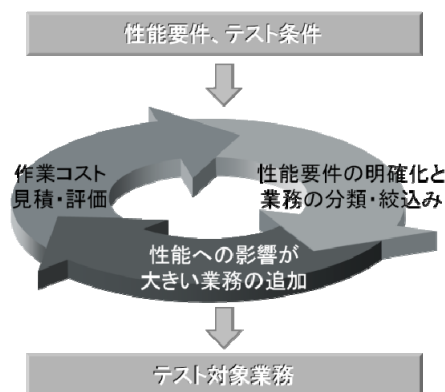 性能要件、テスト条件
作業コスト
見積・評価
性能要件の明確化と
業務の分類・絞込み
性能への影響が
大きい業務の追加
テスト対象業務